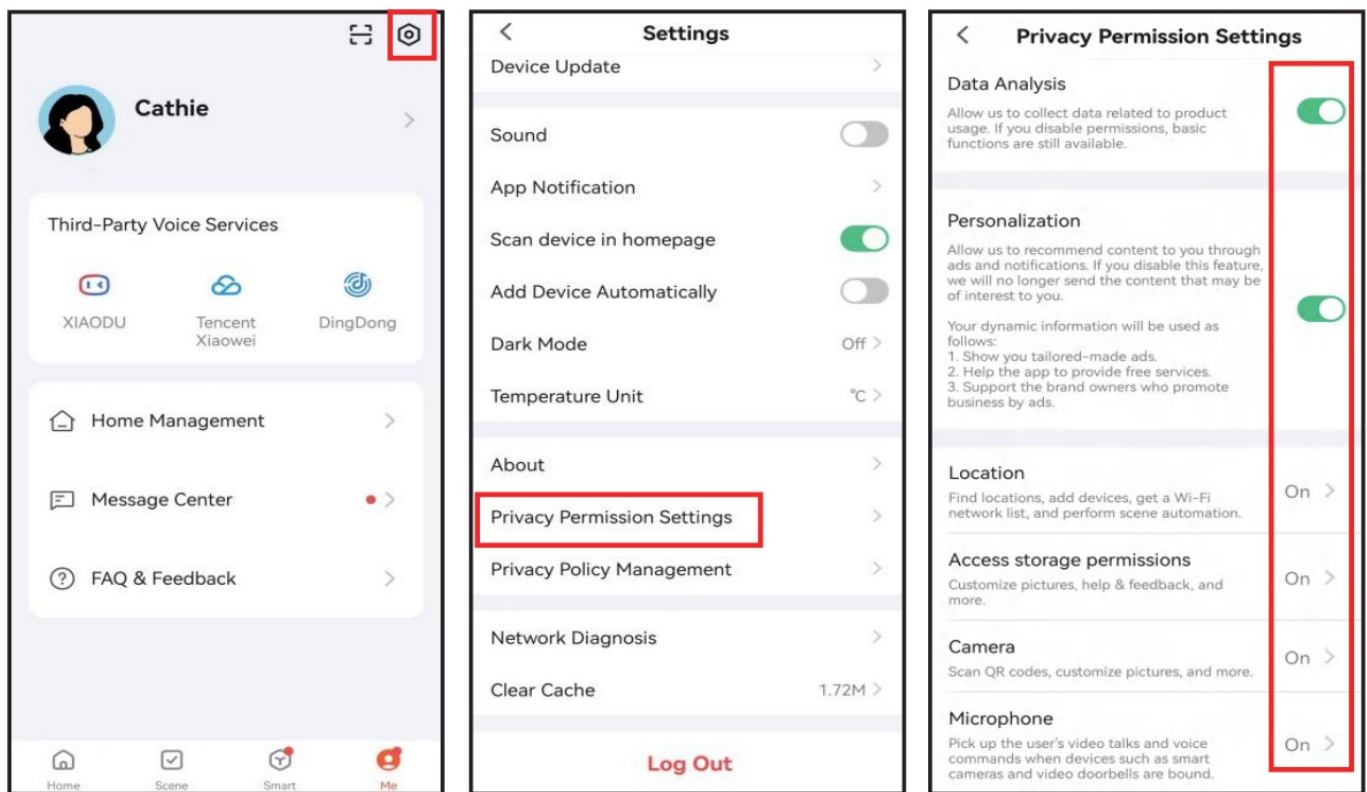 Cathie
Third-Party Voice Services
XIAODU
Tencent
Xiaowei
DingDong
Home Management
Message Center
FAQ & Feedback
Home
Scene
Smart
Me
Settings
Device Update
Sound
App Notification
Scan device in homepage
Add Device Automatically
Dark Mode Off
Temperature Unit °C
About
Privacy Permission Settings
Privacy Policy Management
Network Diagnosis
Clear Cache 1.72M
Log Out
Privacy Permission Settings
Data Analysis
Allow us to collect data related to product
usage. If you disable permissions, basic
functions are still available.
Personalization
Allow us to recommend content to you through
ads and notifications. If you disable this feature,
we will no longer send the content that may be
of interest to you.
Your dynamic information will be used as
follows:
1. Show you tailored-made ads.
2. Help the app to provide free services.
3. Support the brand owners who promote
business by ads.
Location
Find locations, add devices, get a Wi-Fi
network list, and perform scene automation.
On
Access storage permissions
Customize pictures, help & feedback, and
more.
On
Camera
Scan QR codes, customize pictures, and more.
On
Microphone
Pick up the user's video talks and voice
commands when devices such as smart
cameras and video doorbells are bound.
On